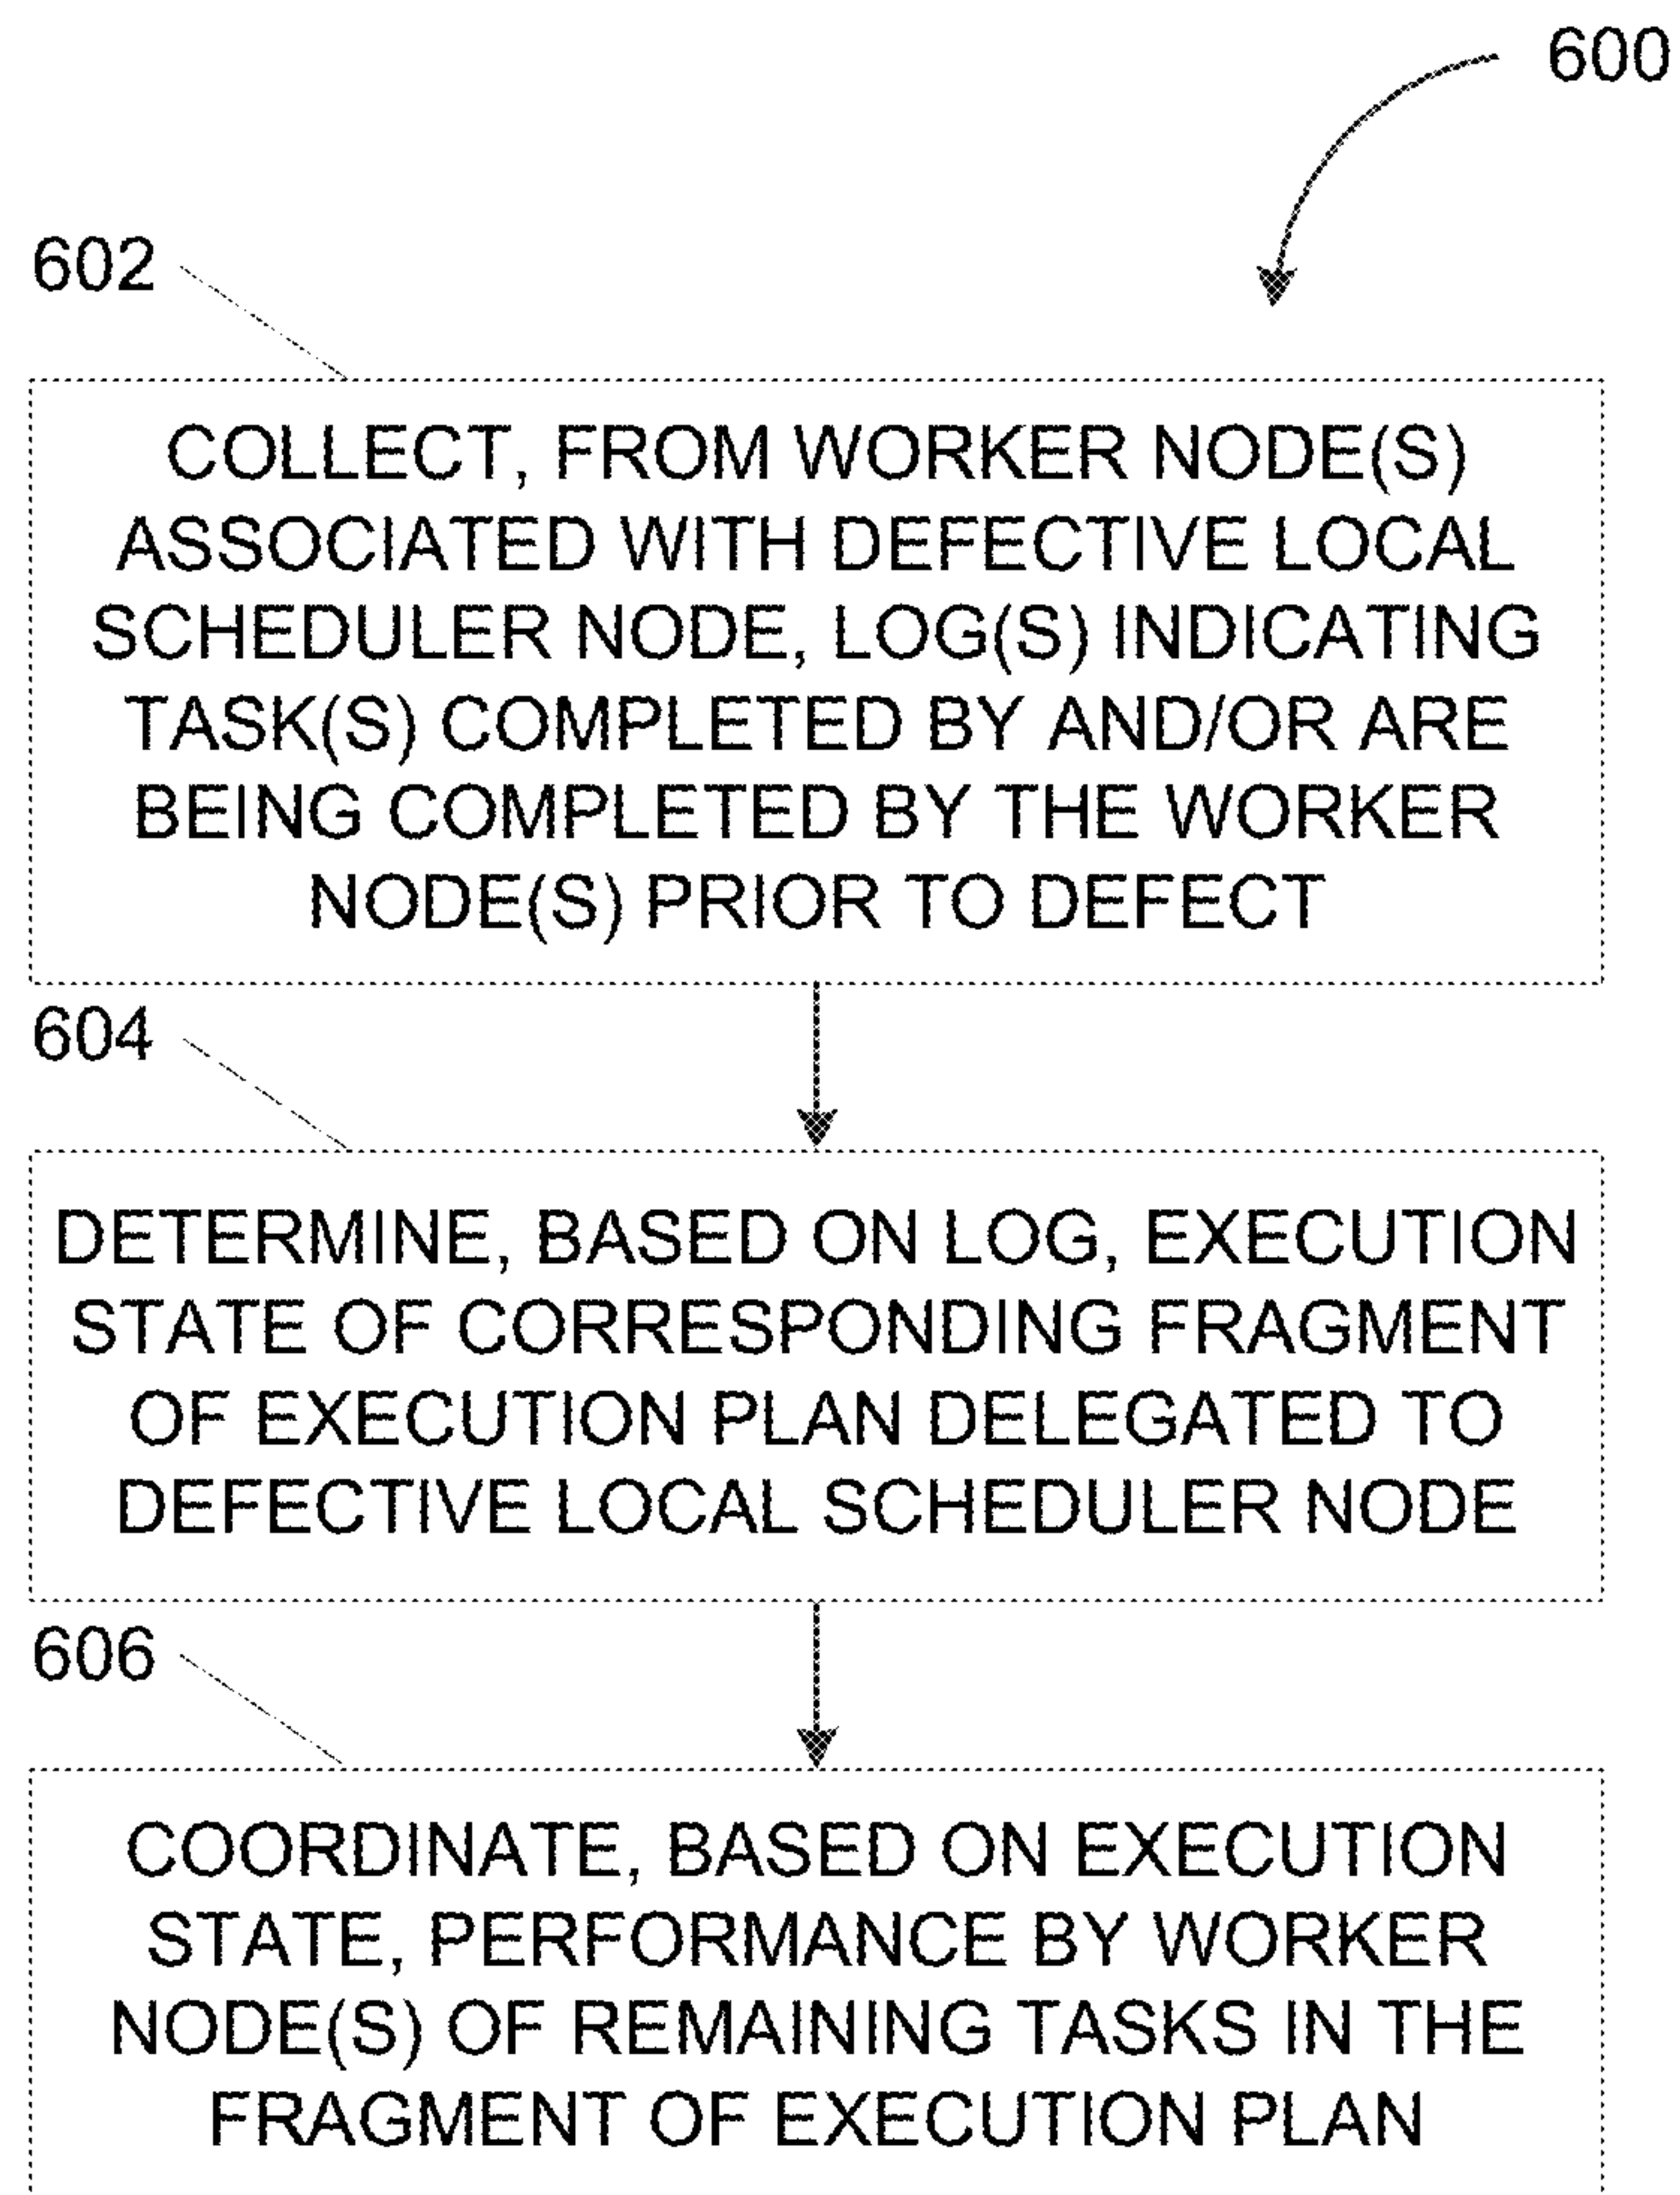 600
602
COLLECT, FROM WORKER NODE(S)
ASSOCIATED WITH DEFECTIVE LOCAL
SCHEDULER NODE, LOG(S) INDICATING
TASK(S) COMPLETED BY AND/OR ARE
BEING COMPLETED BY THE WORKER
NODE(S) PRIOR TO DEFECT
604
DETERMINE, BASED ON LOG, EXECUTION
STATE OF CORRESPONDING FRAGMENT
OF EXECUTION PLAN DELEGATED TO
DEFECTIVE LOCAL SCHEDULER NODE
606
COORDINATE, BASED ON EXECUTION
STATE, PERFORMANCE BY WORKER
NODE(S) OF REMAINING TASKS IN THE
FRAGMENT OF EXECUTION PLAN